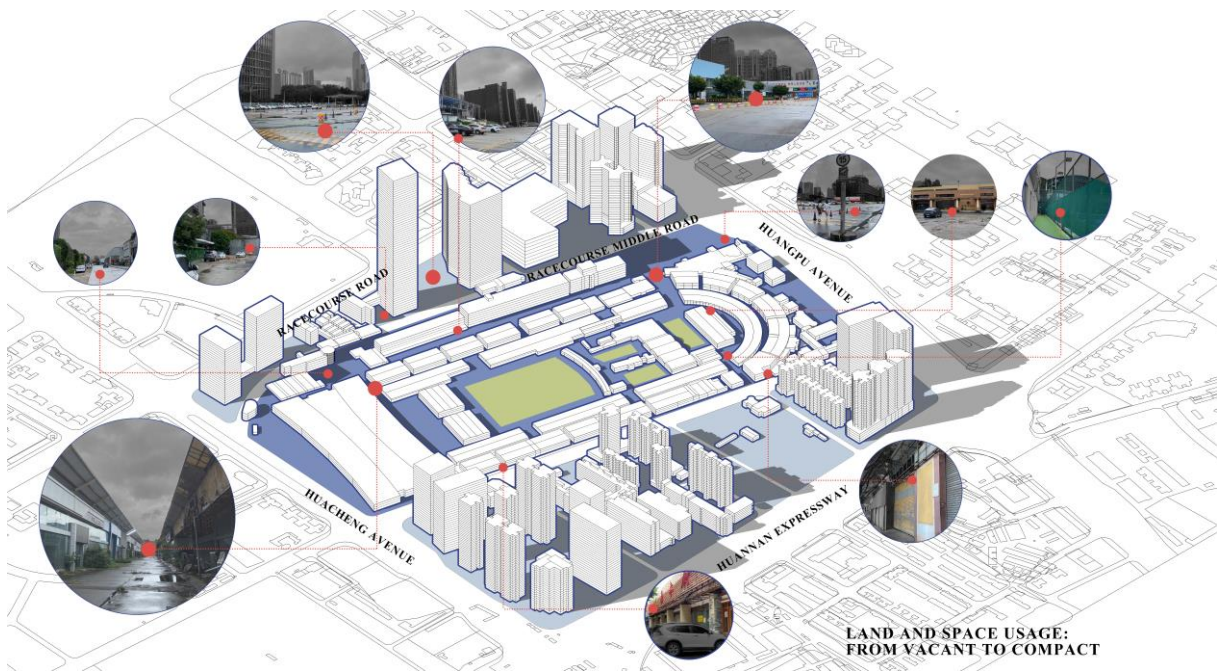 RACECOURSE MIDDLE ROAD
HUANGPU AVENUE
RACECOURSE ROAD
HUACHENG AVENUE
HUANNAN EXPRESSWAY
LAND AND SPACE USAGE:
FROM VACANT TO COMPACT